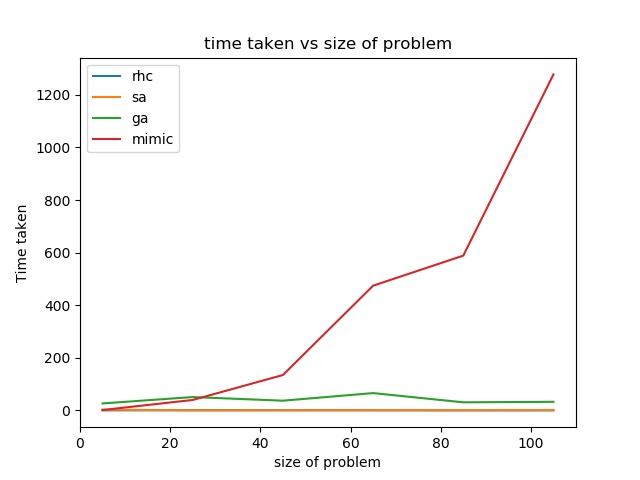 time taken vs size of problem
rhc
sa
ga
mimic
Time taken
1200
1000
800
600
400
200
0
0 20 40 60 80 100
size of problem